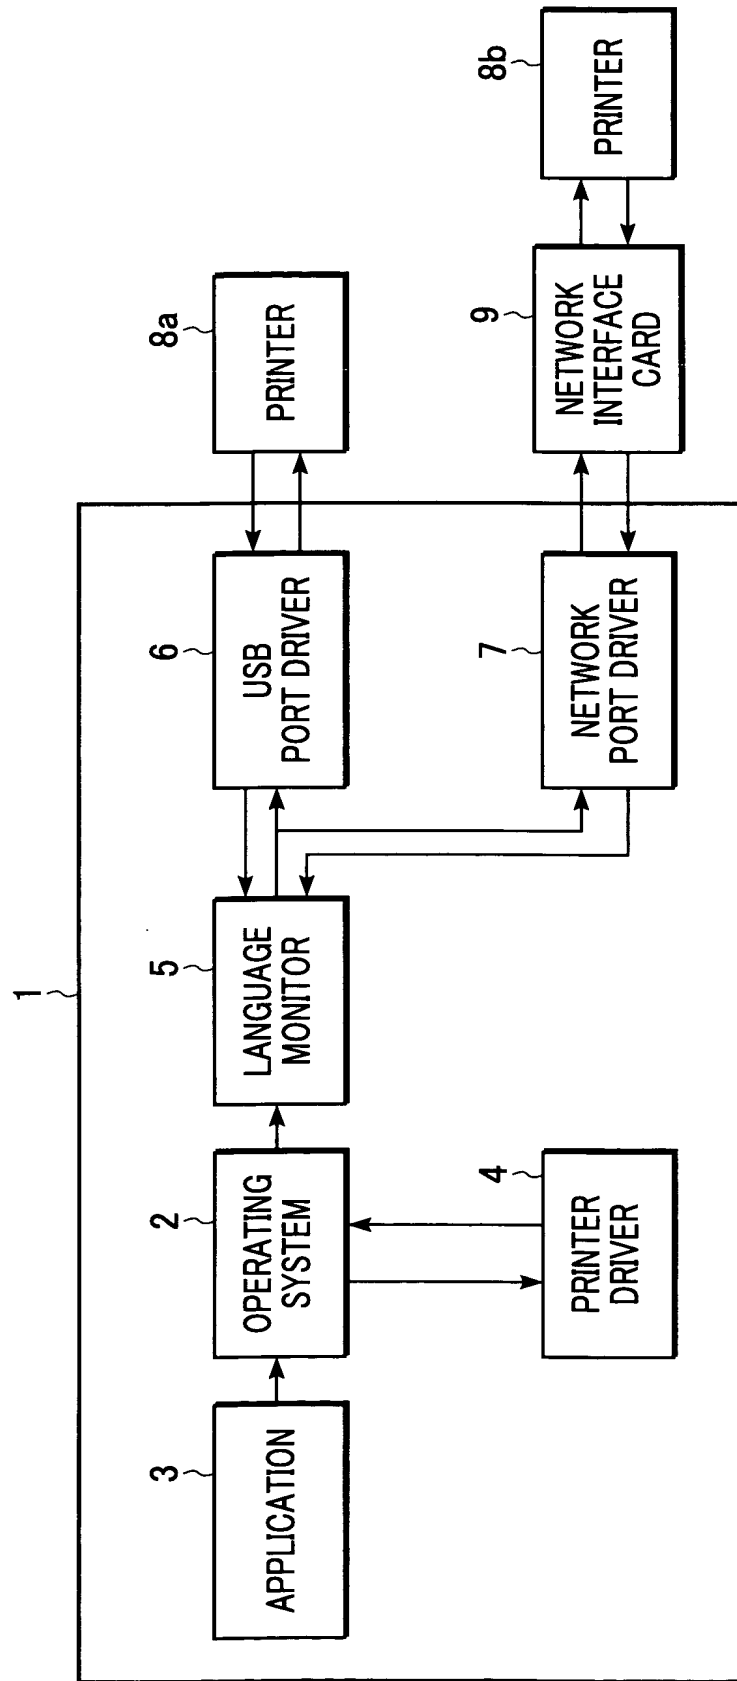 1
3
APPLICATION
2
OPERATING
SYSTEM
4
PRINTER
DRIVER
5
LANGUAGE
MONITOR
6
USB
PORT DRIVER
7
NETWORK
PORT DRIVER
8a
PRINTER
9
NETWORK
INTERFACE
CARD
8b
PRINTER